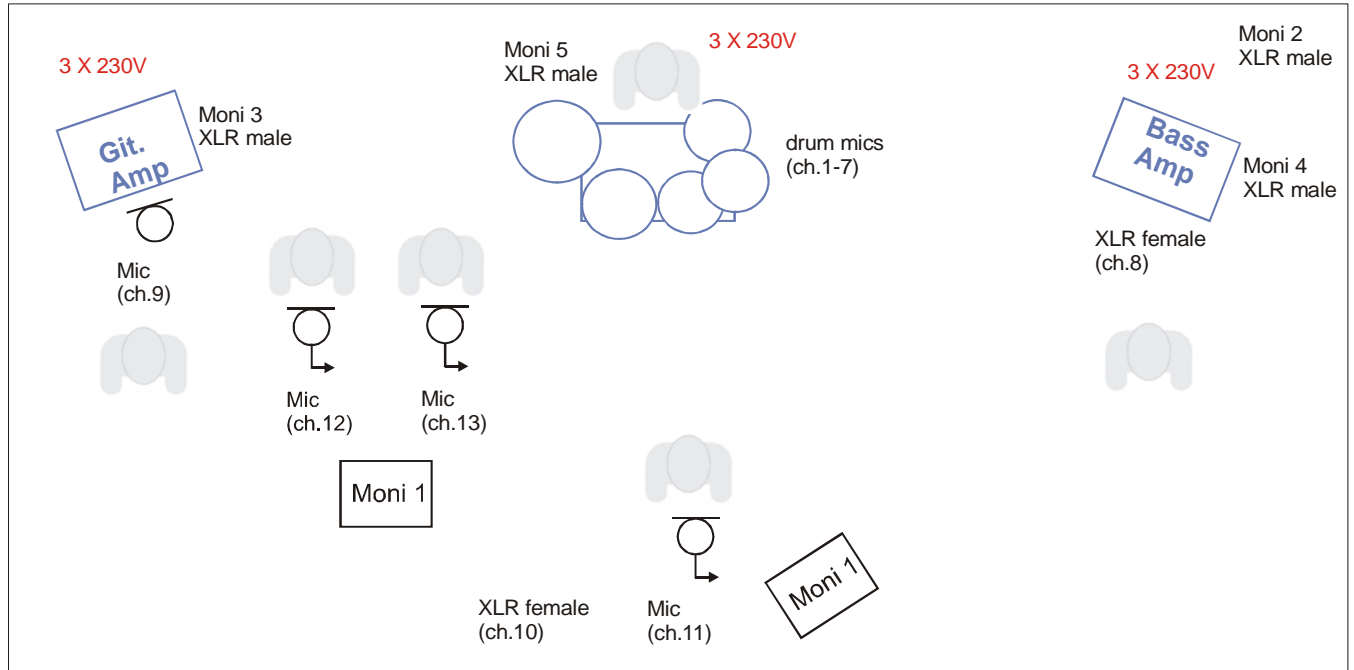 3 X 230V
Git.
Amp
Moni 3
XLR male
Mic
(ch.9)
Mic
(ch.12)
Mic
(ch.13)
Moni 1
Moni 5
XLR male
3 X 230V
drum mics
(ch.1-7)
XLR female
(ch.10)
Mic
(ch.11)
Moni 1
Moni 2
XLR male
3 X 230V
Bass
Amp
Moni 4
XLR male
XLR female
(ch.8)